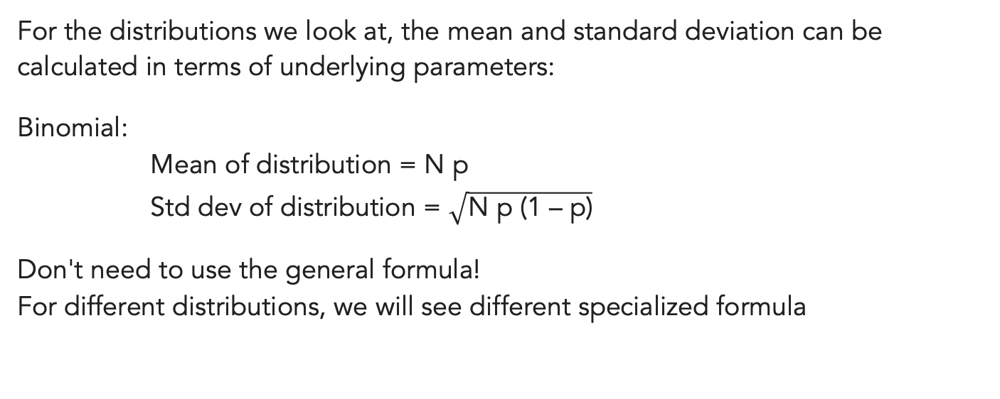 For the distributions we look at, the mean and standard deviation can be
calculated in terms of underlying parameters:
Binomial:
Mean of distribution = N p
Std dev of distribution = √N p (1 – p)
Don't need to use the general formula!
For different distributions, we will see different specialized formula